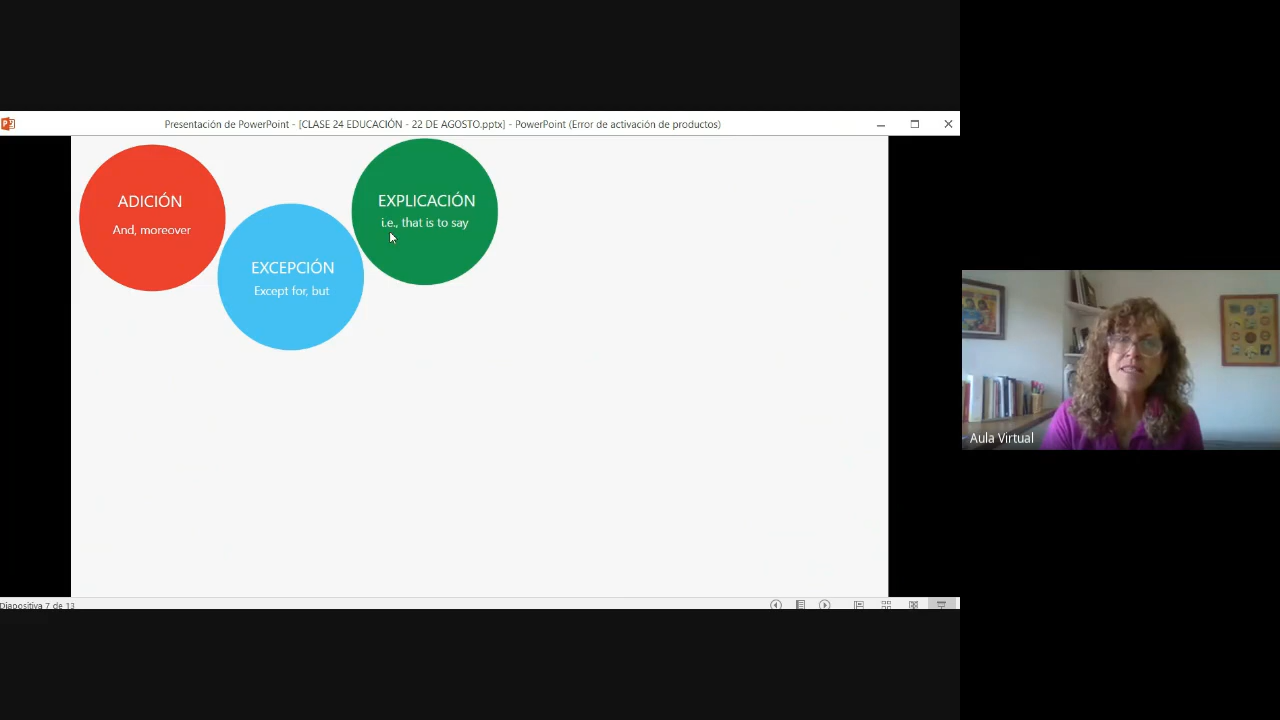 Presentación de PowerPoint - [CLASE 24 EDUCACIÓN - 22 DE AGOSTO.pptx] - PowerPoint (Error de activación de productos)
ADICIÓN
And, moreover
EXCEPCIÓN
Except for, but
EXPLICACIÓN
i.e., that is to say
Aula Virtual
Diapositiva 7 de 13